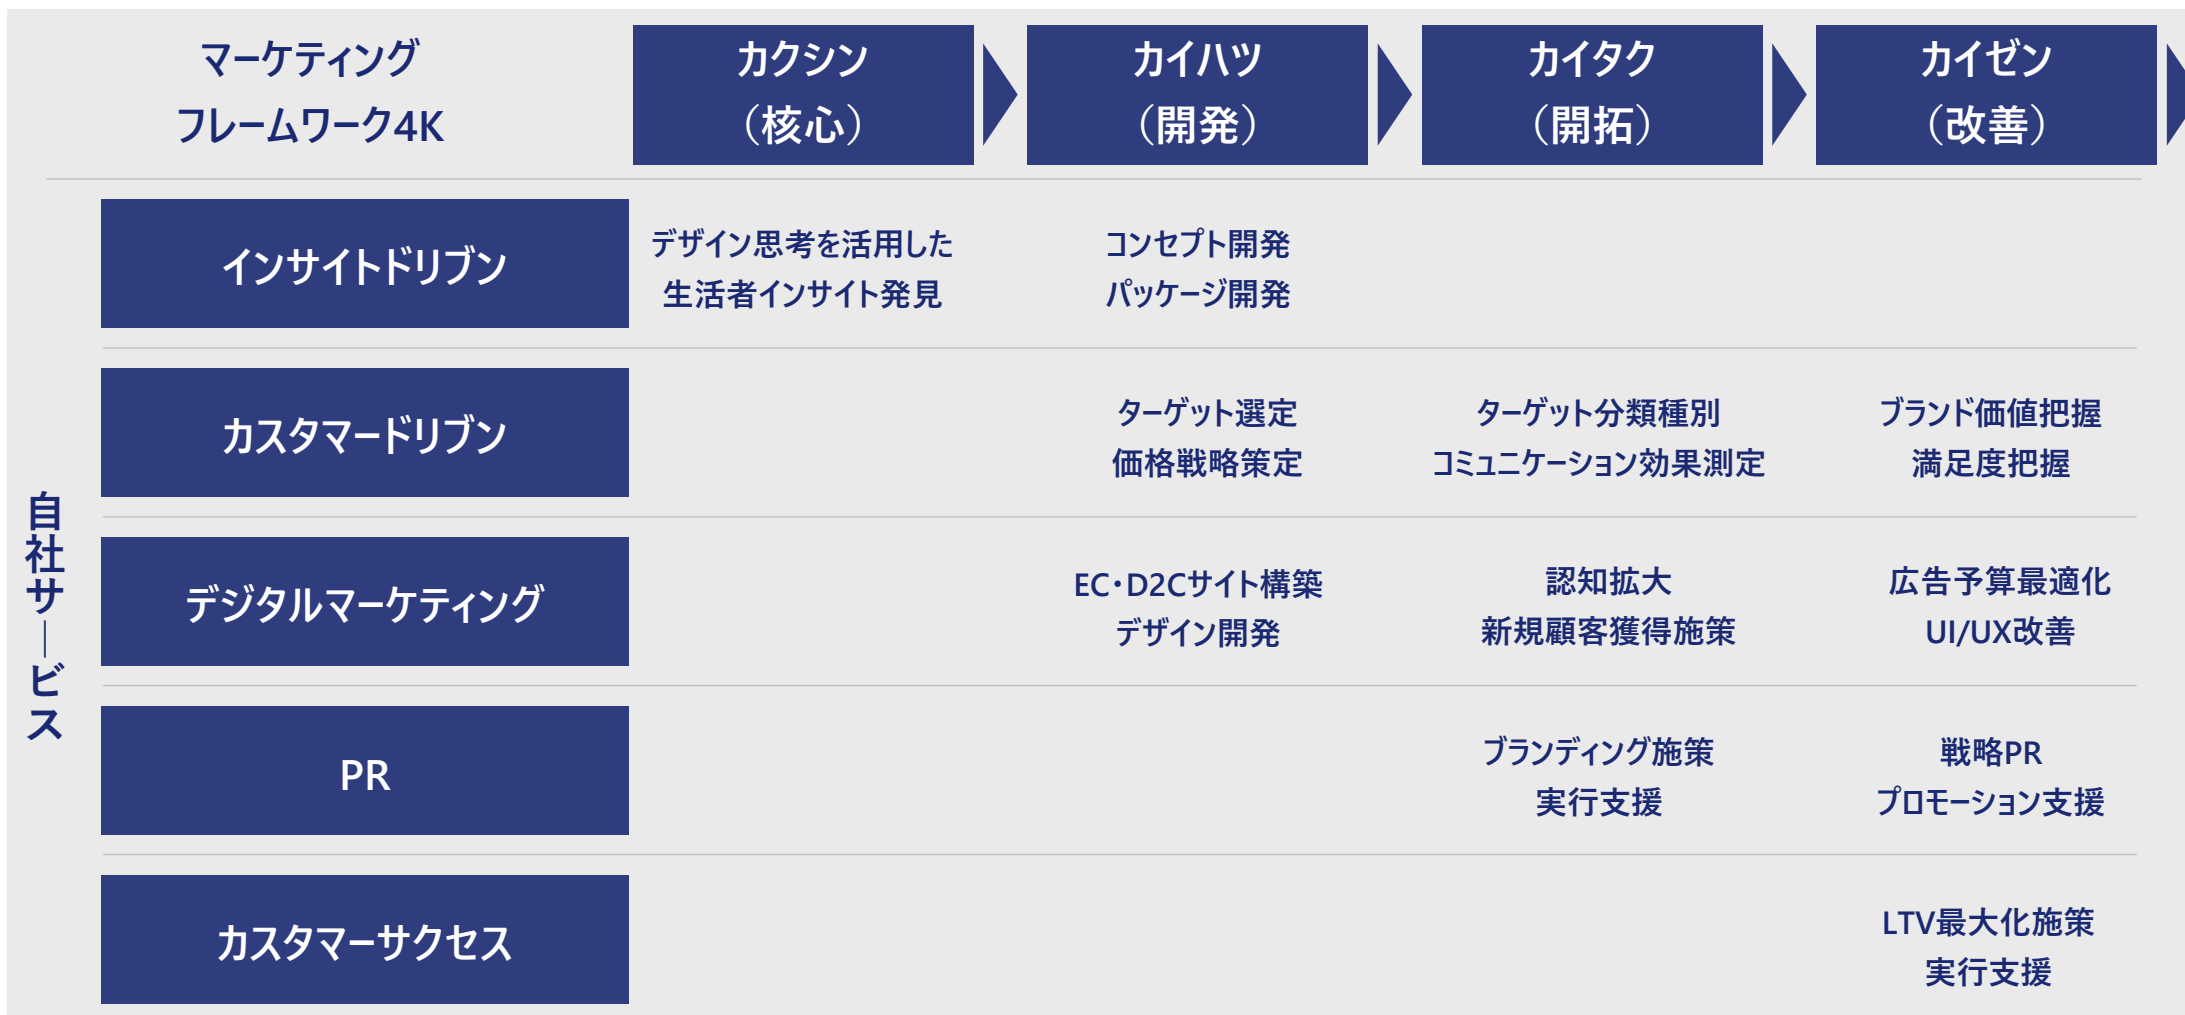 マーケティング
フレームワーク4K
カクシン
（核心）
カイハツ
（開発）
カイタク
（開拓）
カイゼン
（改善）
自社サービス
インサイトドリブン
デザイン思考を活用した
生活者インサイト発見
コンセプト開発
パッケージ開発
カスタマードリブン
ターゲット選定
価格戦略策定
ターゲット分類種別
コミュニケーション効果測定
ブランド価値把握
満足度把握
デジタルマーケティング
EC・D2Cサイト構築
デザイン開発
認知拡大
新規顧客獲得施策
広告予算最適化
UI/UX改善
PR
ブランディング施策
実行支援
戦略PR
プロモーション支援
カスタマーサクセス
LTV最大化施策
実行支援